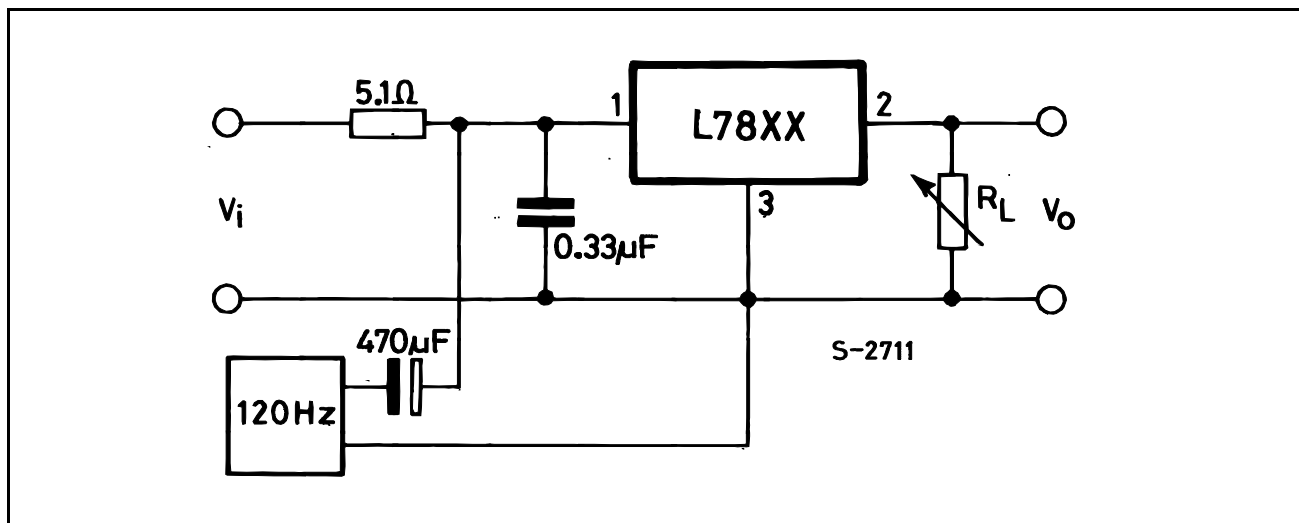 5.1Ω
1
L78XX
2
Vi
0.33µF
3
RL
Vo
470µF
S-2711
120Hz